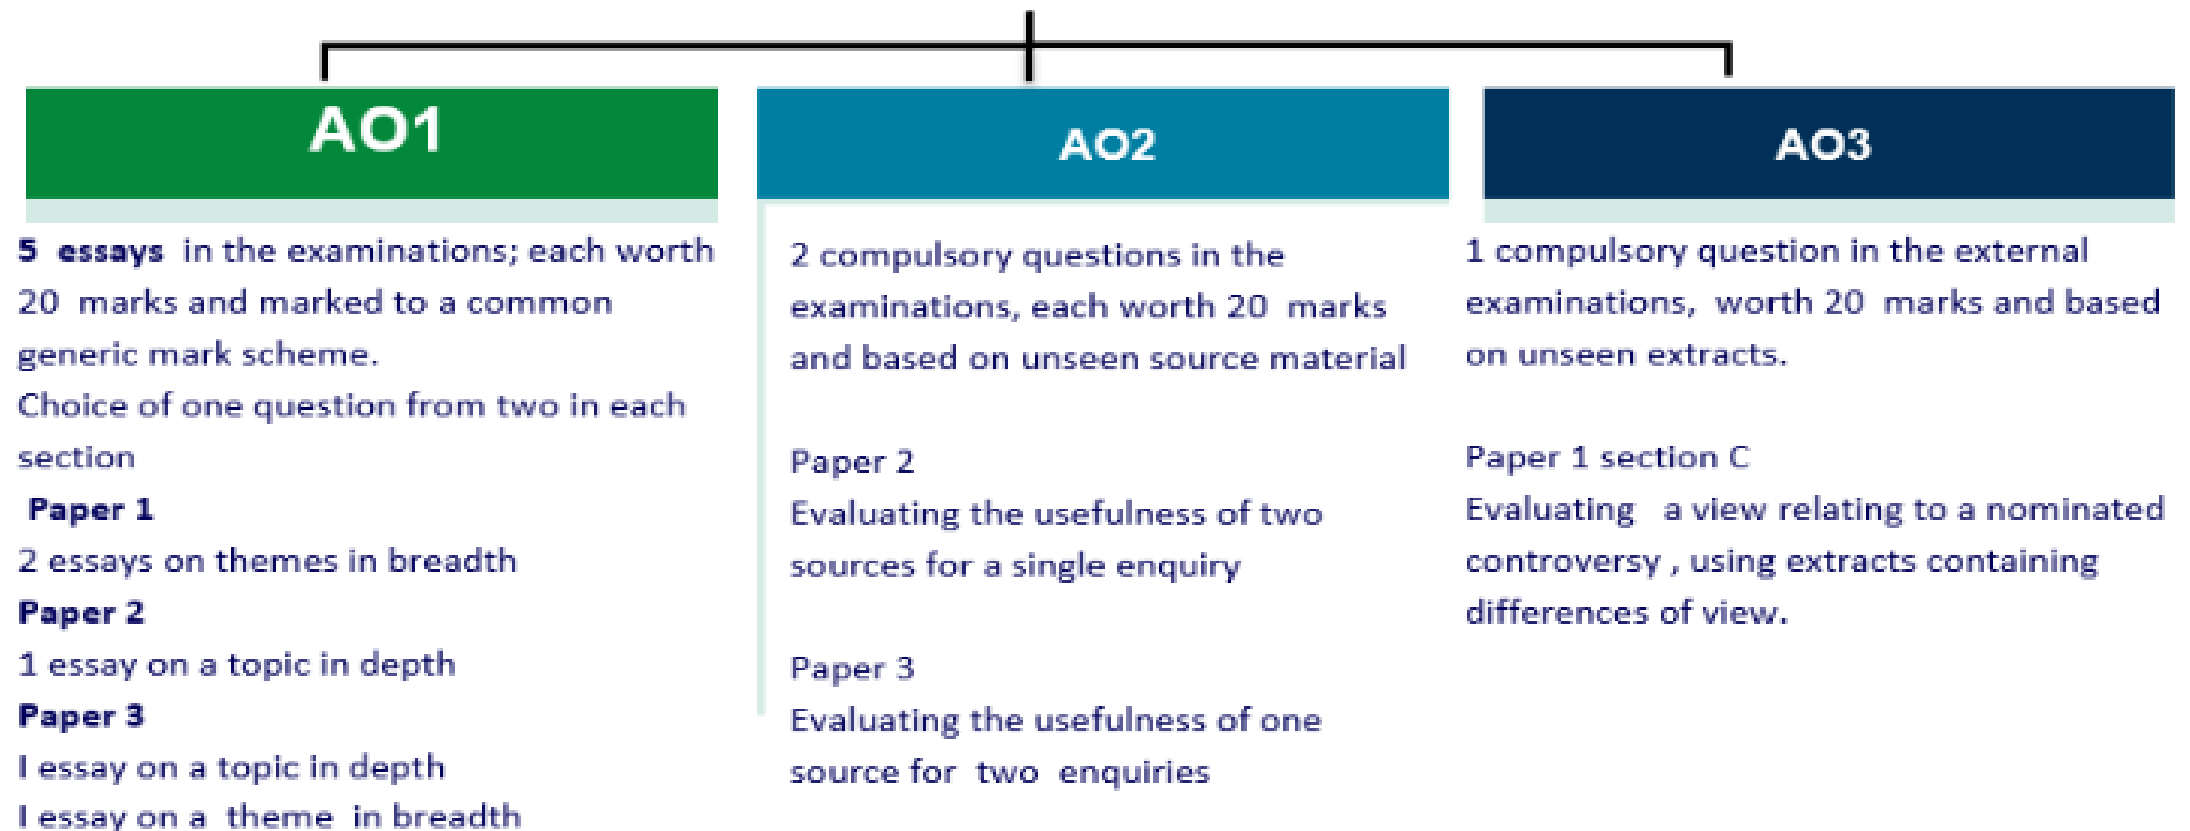 AO1
5 essays in the examinations; each worth
20 marks and marked to a common
generic mark scheme.
Choice of one question from two in each
section
Paper 1
2 essays on themes in breadth
Paper 2
1 essay on a topic in depth
Paper 3
I essay on a topic in depth
I essay on a theme in breadth
AO2
2 compulsory questions in the
examinations, each worth 20 marks
and based on unseen source material
Paper 2
Evaluating the usefulness of two
sources for a single enquiry
Paper 3
Evaluating the usefulness of one
source for two enquiries
AO3
1 compulsory question in the external
examinations, worth 20 marks and based
on unseen extracts.
Paper 1 section C
Evaluating a view relating to a nominated
controversy , using extracts containing
differences of view.